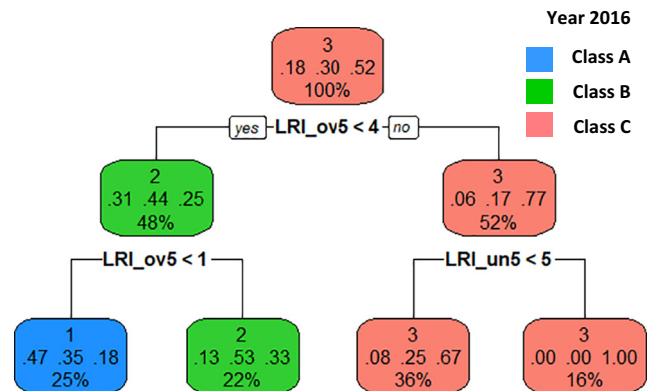 Year 2016
Class A
Class B
Class C
3
.18 .30 .52
100%
yes LRI_ov5 < 4 no
2
.31 .44 .25
48%
3
.06 .17 .77
52%
LRI_ov5 < 1
LRI_un5 < 5
1
.47 .35 .18
25%
2
.13 .53 .33
22%
3
.08 .25 .67
36%
3
.00 .00 1.00
16%